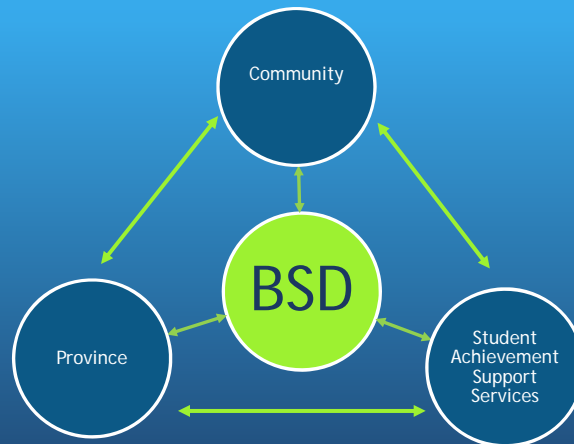 Community
BSD
Province
Student
Achievement
Support
Services